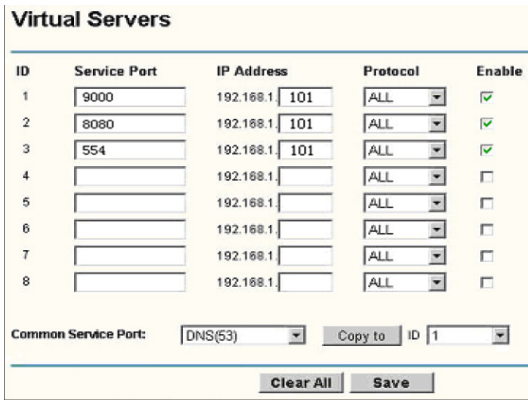 Virtual Servers
ID Service Port IP Address Protocol Enable
1 9000 192.168.1. 101 ALL
2 8080 192.168.1. 101 ALL
3 554 192.168.1. 101 ALL
4 192.168.1. ALL
5 192.168.1. ALL
6 192.168.1. ALL
7 192.168.1. ALL
8 192.168.1. ALL
Common Service Port: DNS(53) Copy to ID 1
Clear All Save